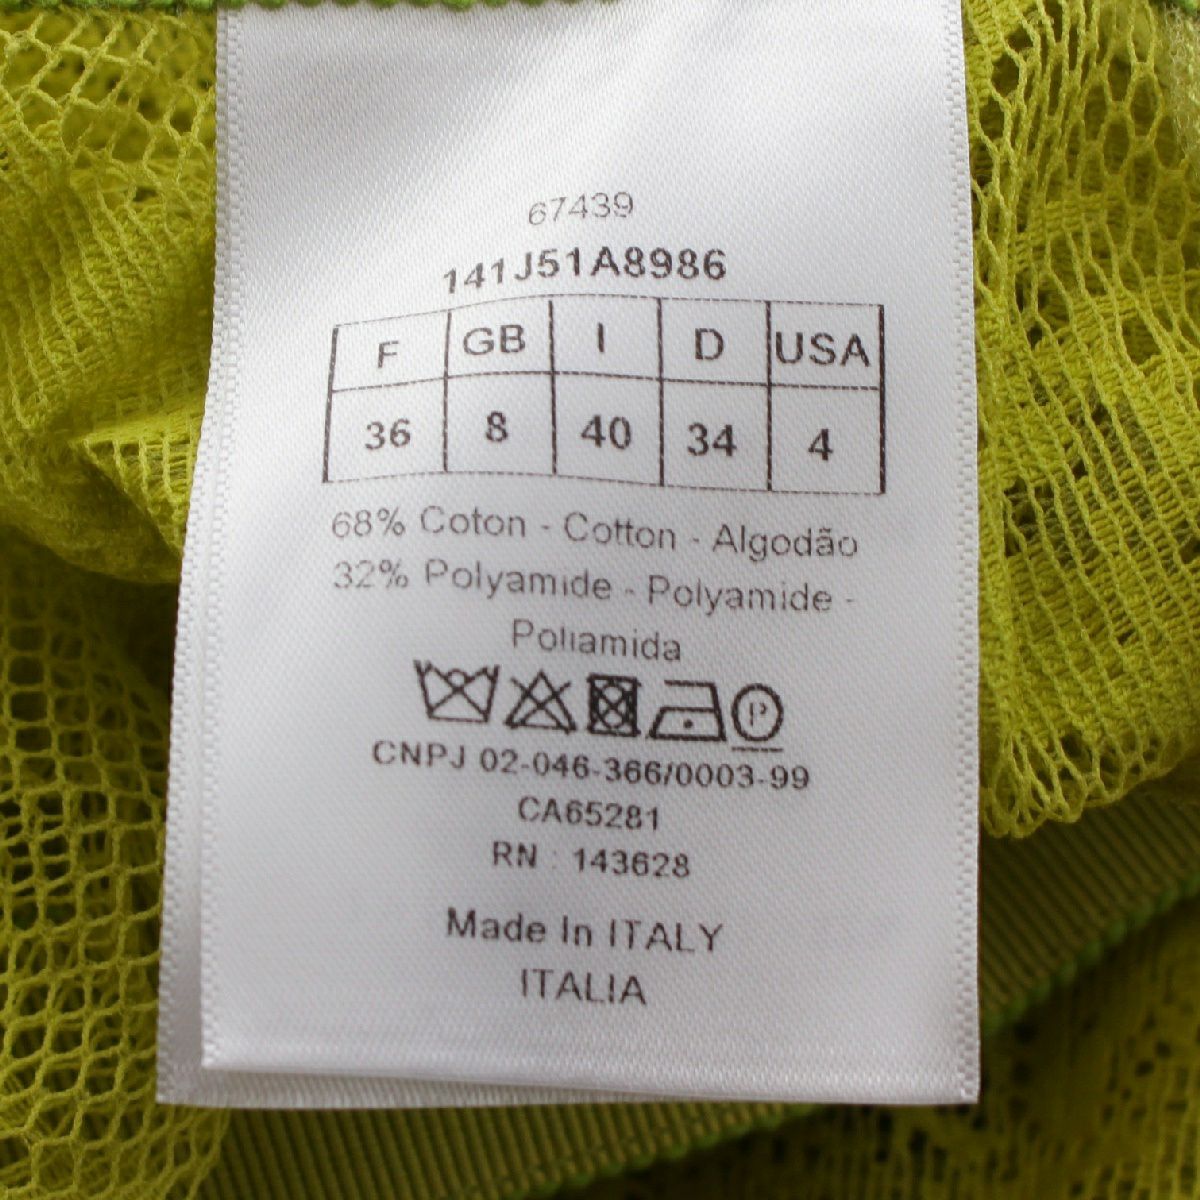 67439
141J51A8986
F GB I D USA
36 8 40 34 4
68% Coton - Cotton - Algodão
32% Polyamide - Polyamide -
Poliamida
P
CNPJ 02-046-366/0003-99
CA65281
RN : 143628
Made In ITALY
ITALIA